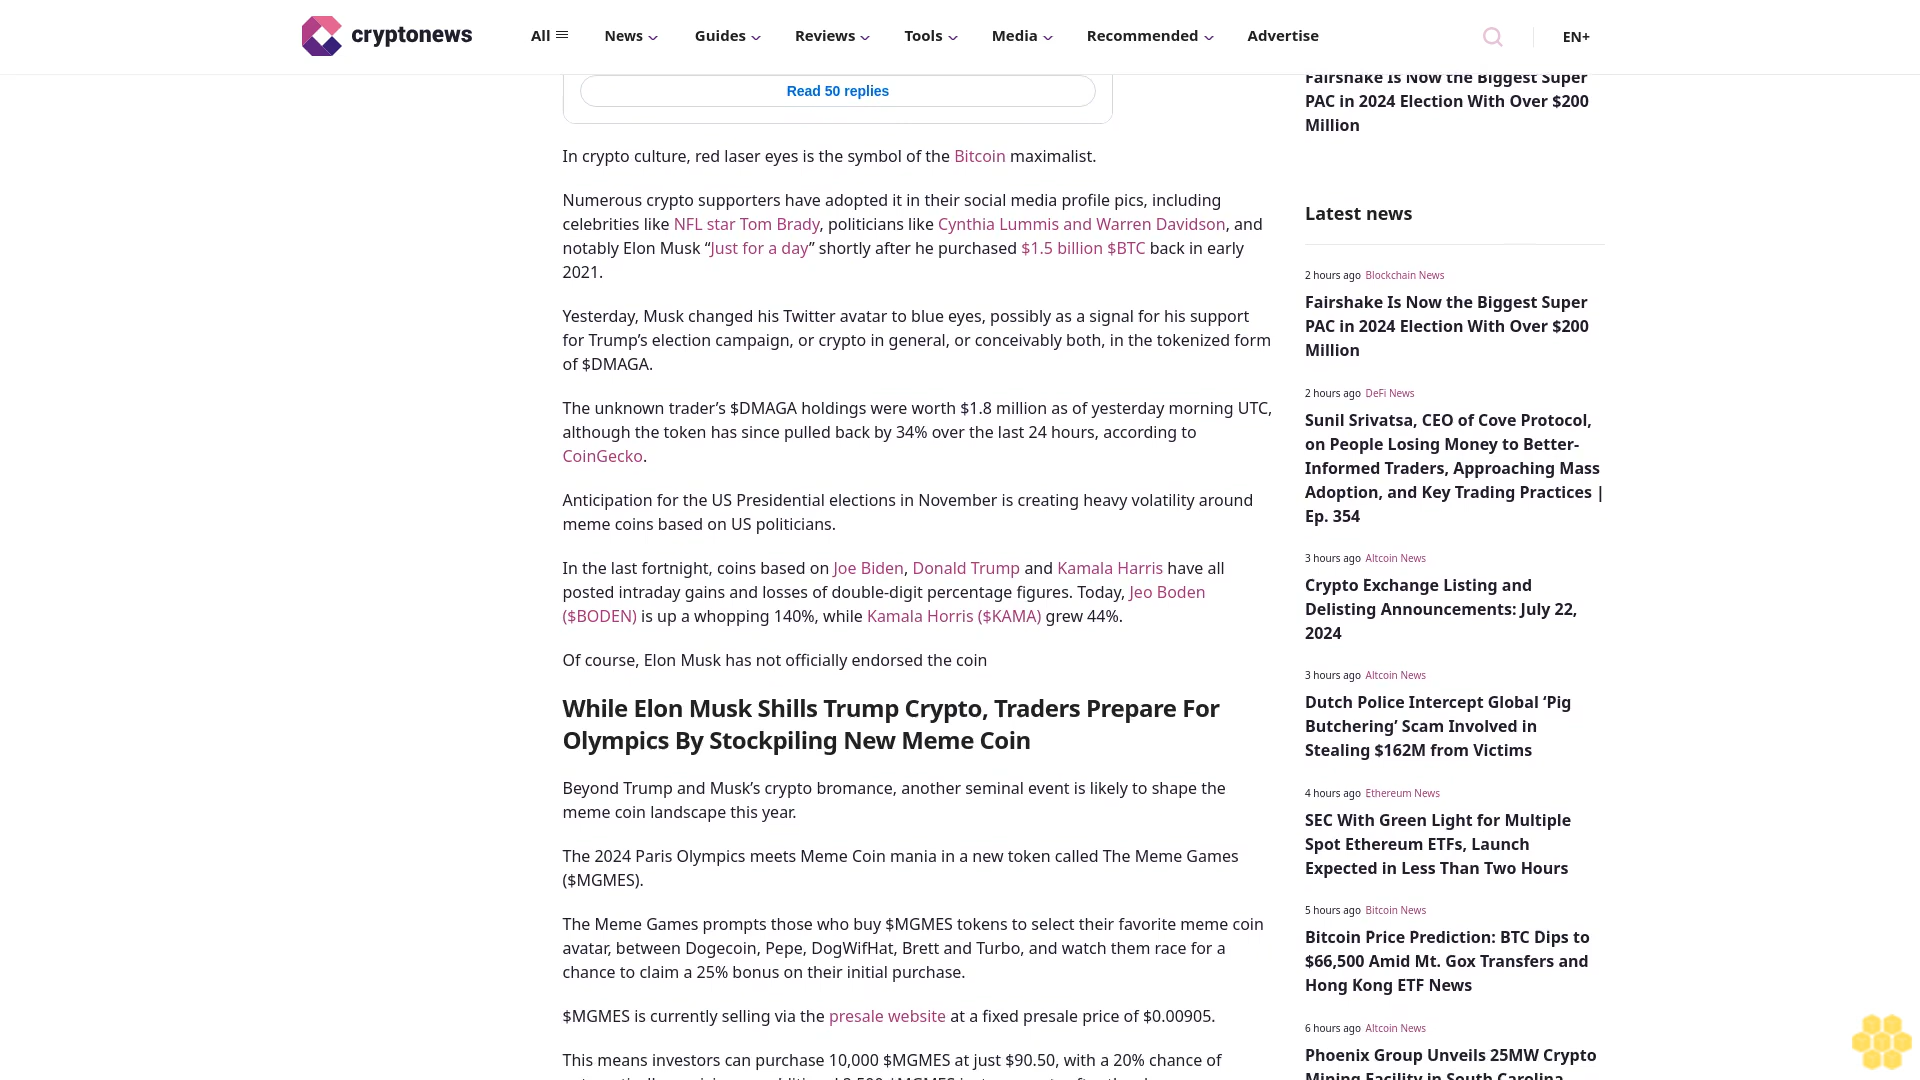 cryptonews
All
News
Guides
Reviews
Tools
Media
Recommended
Advertise
EN+
Read 50 replies
In crypto culture, red laser eyes is the symbol of the Bitcoin maximalist.
Numerous crypto supporters have adopted it in their social media profile pics, including
celebrities like NFL star Tom Brady, politicians like Cynthia Lummis and Warren Davidson, and
notably Elon Musk “Just for a day” shortly after he purchased $1.5 billion $BTC back in early
2021.
Yesterday, Musk changed his Twitter avatar to blue eyes, possibly as a signal for his support
for Trump’s election campaign, or crypto in general, or conceivably both, in the tokenized form
of $DMAGA.
The unknown trader’s $DMAGA holdings were worth $1.8 million as of yesterday morning UTC,
although the token has since pulled back by 34% over the last 24 hours, according to
CoinGecko.
Anticipation for the US Presidential elections in November is creating heavy volatility around
meme coins based on US politicians.
In the last fortnight, coins based on Joe Biden, Donald Trump and Kamala Harris have all
posted intraday gains and losses of double-digit percentage figures. Today, Jeo Boden
($BODEN) is up a whopping 140%, while Kamala Horris ($KAMA) grew 44%.
Of course, Elon Musk has not officially endorsed the coin
While Elon Musk Shills Trump Crypto, Traders Prepare For
Olympics By Stockpiling New Meme Coin
Beyond Trump and Musk’s crypto bromance, another seminal event is likely to shape the
meme coin landscape this year.
The 2024 Paris Olympics meets Meme Coin mania in a new token called The Meme Games
($MGMES).
The Meme Games prompts those who buy $MGMES tokens to select their favorite meme coin
avatar, between Dogecoin, Pepe, DogWifHat, Brett and Turbo, and watch them race for a
chance to claim a 25% bonus on their initial purchase.
$MGMES is currently selling via the presale website at a fixed presale price of $0.00905.
This means investors can purchase 10,000 $MGMES at just $90.50, with a 20% chance of
Fairshake Is Now the Biggest Super
PAC in 2024 Election With Over $200
Million
Latest news
2 hours ago Blockchain News
Fairshake Is Now the Biggest Super
PAC in 2024 Election With Over $200
Million
2 hours ago DeFi News
Sunil Srivatsa, CEO of Cove Protocol,
on People Losing Money to Better-
Informed Traders, Approaching Mass
Adoption, and Key Trading Practices |
Ep. 354
3 hours ago Altcoin News
Crypto Exchange Listing and
Delisting Announcements: July 22,
2024
3 hours ago Altcoin News
Dutch Police Intercept Global ‘Pig
Butchering’ Scam Involved in
Stealing $162M from Victims
4 hours ago Ethereum News
SEC With Green Light for Multiple
Spot Ethereum ETFs, Launch
Expected in Less Than Two Hours
5 hours ago Bitcoin News
Bitcoin Price Prediction: BTC Dips to
$66,500 Amid Mt. Gox Transfers and
Hong Kong ETF News
6 hours ago Altcoin News
Phoenix Group Unveils 25MW Crypto
Mining Facility in South Carolina